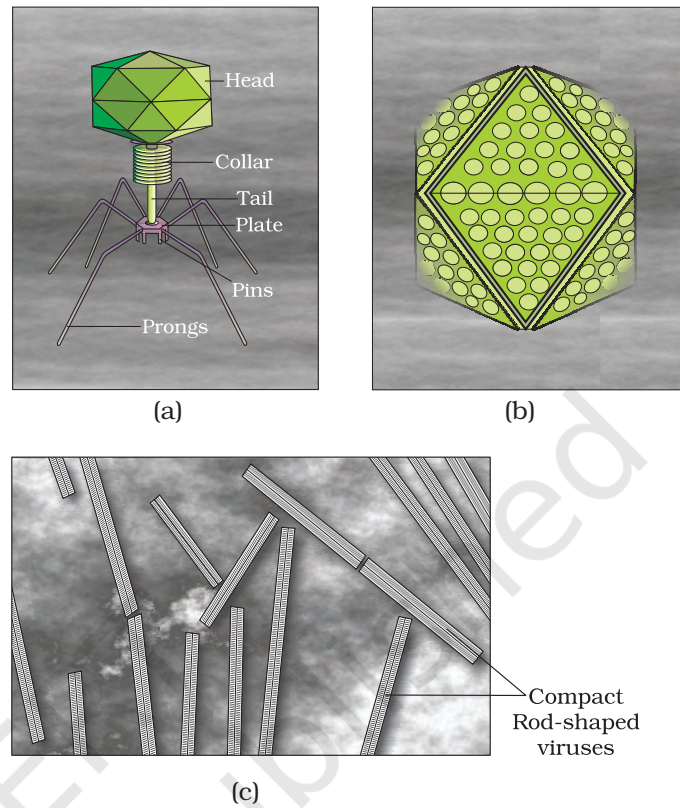 Head
Collar
Tail
Plate
Pins
Prongs
(a)
(b)
Compact
Rod-shaped
viruses
(c)